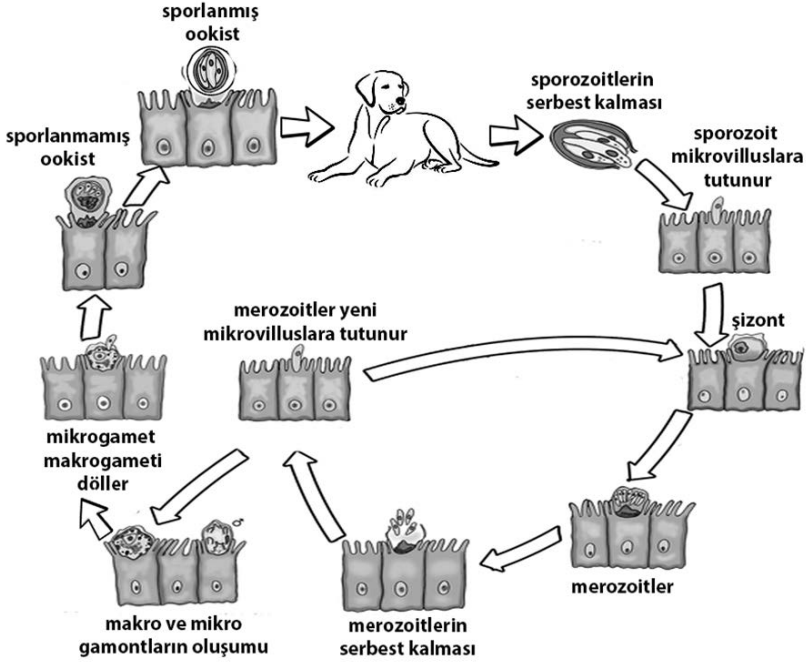 sporlanmış
ookist
sporozitlerin
serbest kalması
sporozoit
mikrovilluslara
tutunur
şizont
merozoitler
merozoitlerin
serbest kalması
merozoitler yeni
mikrovilluslara tutunur
makro ve mikro
gamontların oluşumu
mikrogamet
makrogameti
döller
sporlanmamış
ookist
♂